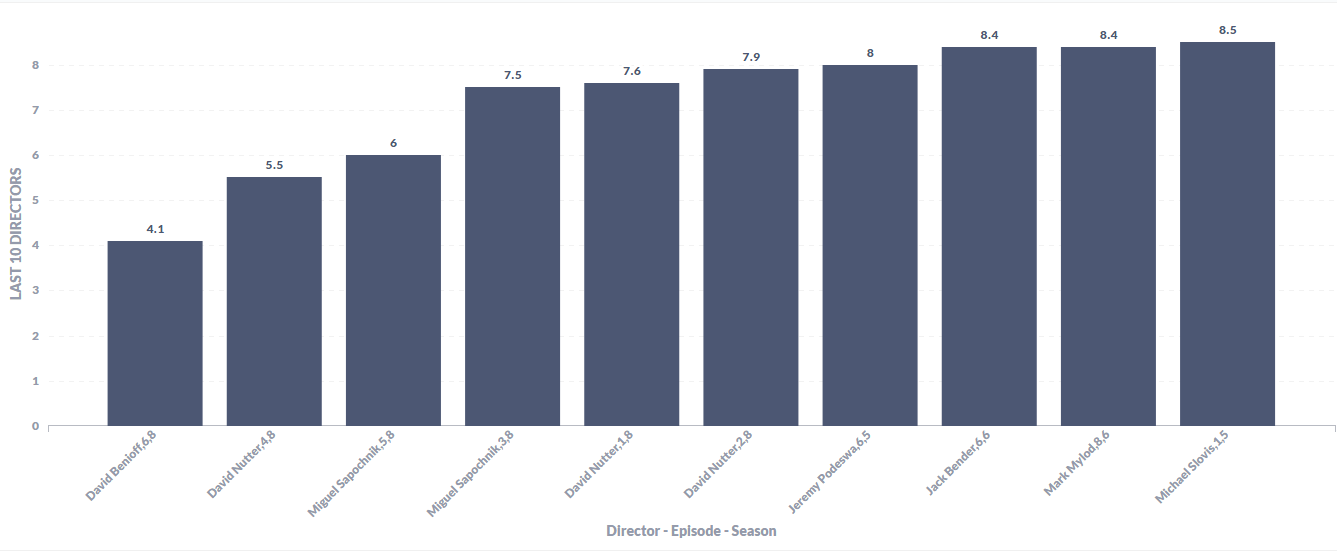 8.5
8.4
8.4
8
7.9
7.6
7.5
6
5.5
4.1
8
7
6
5
4
3
2
1
0
LAST 10 DIRECTORS
David Benioff,6,8
David Nutter,4,8
Miguel Sapochnik,5,8
Miguel Sapochnik,3,8
David Nutter,1,8
David Nutter,2,8
Jeremy Podeswa,6,5
Jack Bender,6,6
Mark Mylod,8,6
Michael Slovis,1,5
Director - Episode - Season